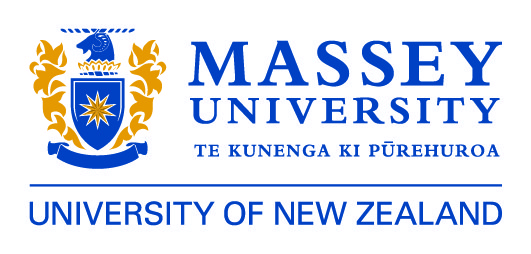 MASSEY
UNIVERSITY
TE KUNENGA KI PŪREHUROA
UNIVERSITY OF NEW ZEALAND